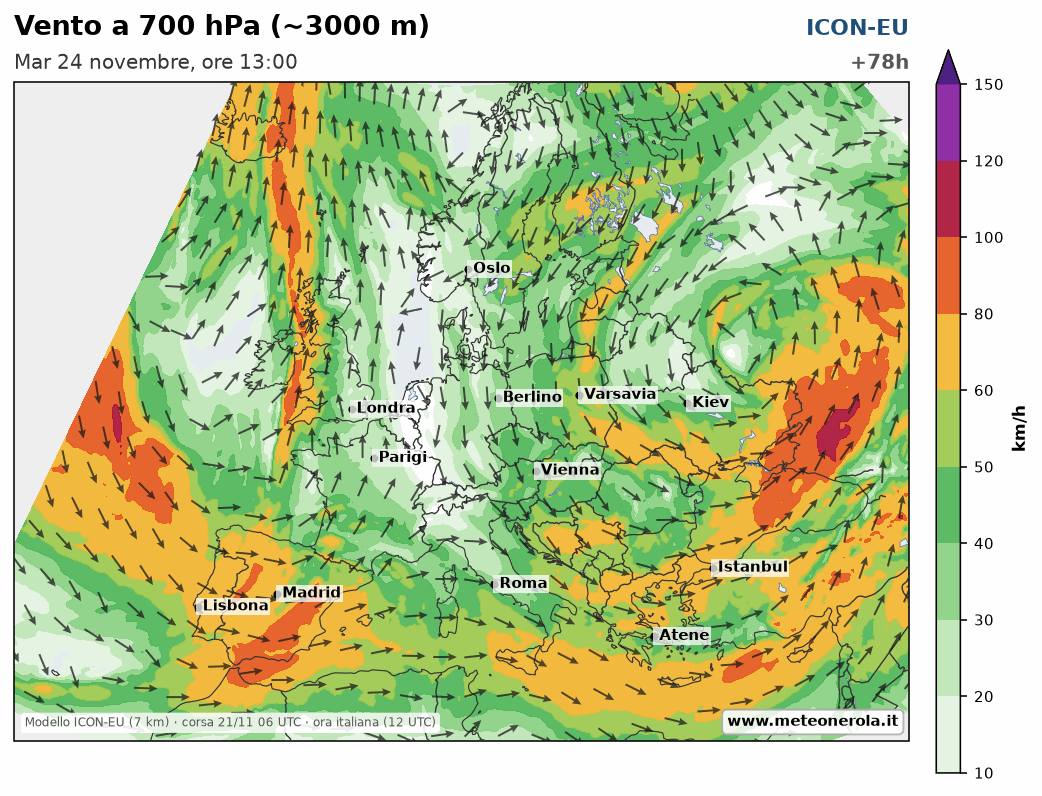 Vento a 700 hPa (~3000 m)
ICON-EU
Mar 24 novembre, ore 13:00
+78h
150
120
100
80
60
50
40
30
20
10
km/h
Oslo
Londra
Berlino
Varsavia
Kiev
Parigi
Vienna
Roma
Istanbul
Madrid
Lisbona
Atene
Modello ICON-EU (7 km) · corsa 21/11 06 UTC · ora italiana (12 UTC)
www.meteonerola.it